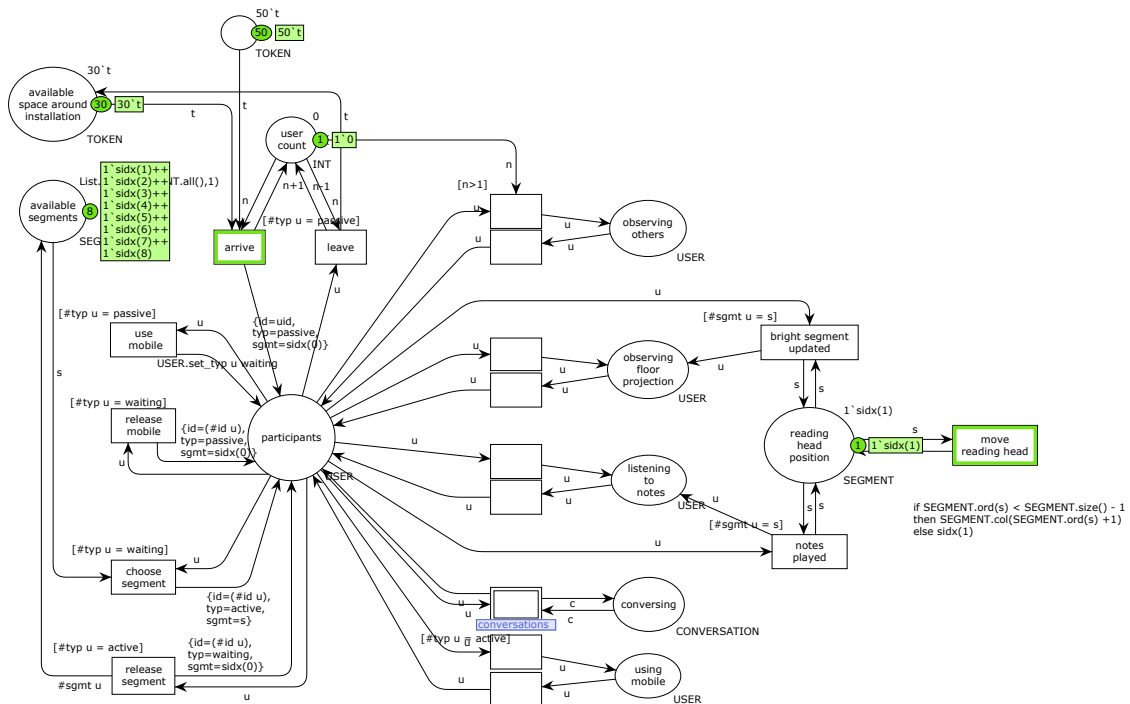 50`t
50
50`t
TOKEN
30`t
available
space around
installation
30
30`t
t
t
t
TOKEN
0
user
count
1
1`0
INT
n
n+1
n-1
n
n
[n>1]
List.
NT.all(),1)
1`sidx(1)++
1`sidx(2)++
1`sidx(3)++
1`sidx(4)++
1`sidx(5)++
1`sidx(6)++
1`sidx(7)++
1`sidx(8)
available
segments
8
SEG
[#typ u = passive]
arrive
leave
u
u
u
u
u
observing
others
USER
u
[#typ u = passive]
use
mobile
u
USER.set_typ u waiting
{id=uid,
typ=passive,
sgmt=sidx(0)}
[#sgmt u = s]
bright segment
updated
u
u
u
u
u
observing
floor
projection
USER
s
s
s
[#typ u = waiting]
release
mobile
u
{id=(#id u),
typ=passive,
sgmt=sidx(0)}
participants
USER
1`sidx(1)
reading
head
position
1
1`sidx(1)
SEGMENT
s
move
reading head
u
u
u
u
listening
to
notes
USER
u
s
s
if SEGMENT.ord(s) < SEGMENT.size() - 1
then SEGMENT.col(SEGMENT.ord(s) +1)
else sidx(1)
[#sgmt u = s]
notes
played
u
[#typ u = waiting]
choose
segment
u
{id=(#id u),
typ=active,
sgmt=s}
u
u
conversations
c
c
conversing
CONVERSATION
[#typ u = active]
release
segment
#sgmt u
{id=(#id u),
typ=waiting,
sgmt=sidx(0)}
u
[#typ u = active]
u
u
u
u
using
mobile
USER